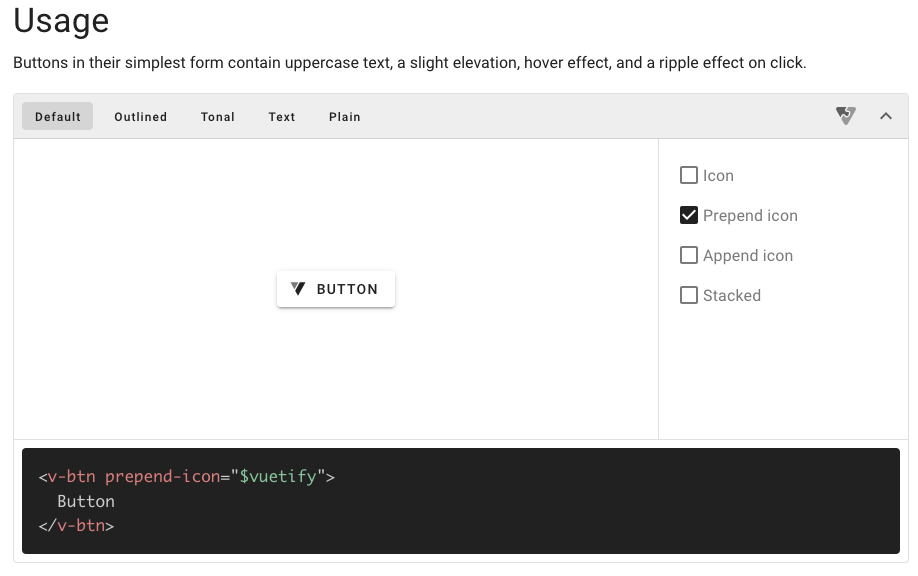 Usage
Buttons in their simplest form contain uppercase text, a slight elevation, hover effect, and a ripple effect on click.
Default Outlined Tonal Text Plain
Icon
Prepend icon
Append icon
Stacked
BUTTON
<v-btn prepend-icon="$vuetify">
  Button
</v-btn>